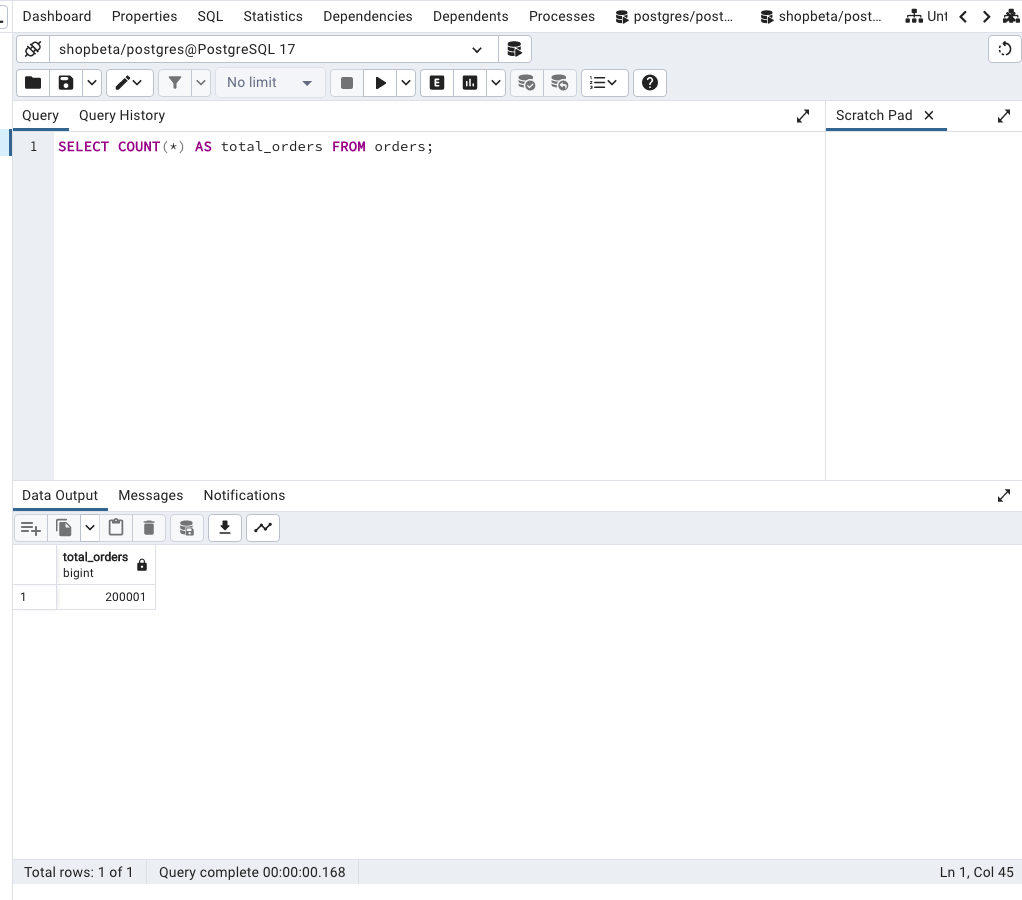 Dashboard Properties SQL Statistics Dependencies Dependents Processes postgres/post... shopbeta/post... Unt
shopbeta/postgres@PostgreSQL 17
No limit E
Query Query History Scratch Pad
1 SELECT COUNT(*) AS total_orders FROM orders;
Data Output Messages Notifications
total_orders
bigint
1 200001
Total rows: 1 of 1 Query complete 00:00:00.168 Ln 1, Col 45